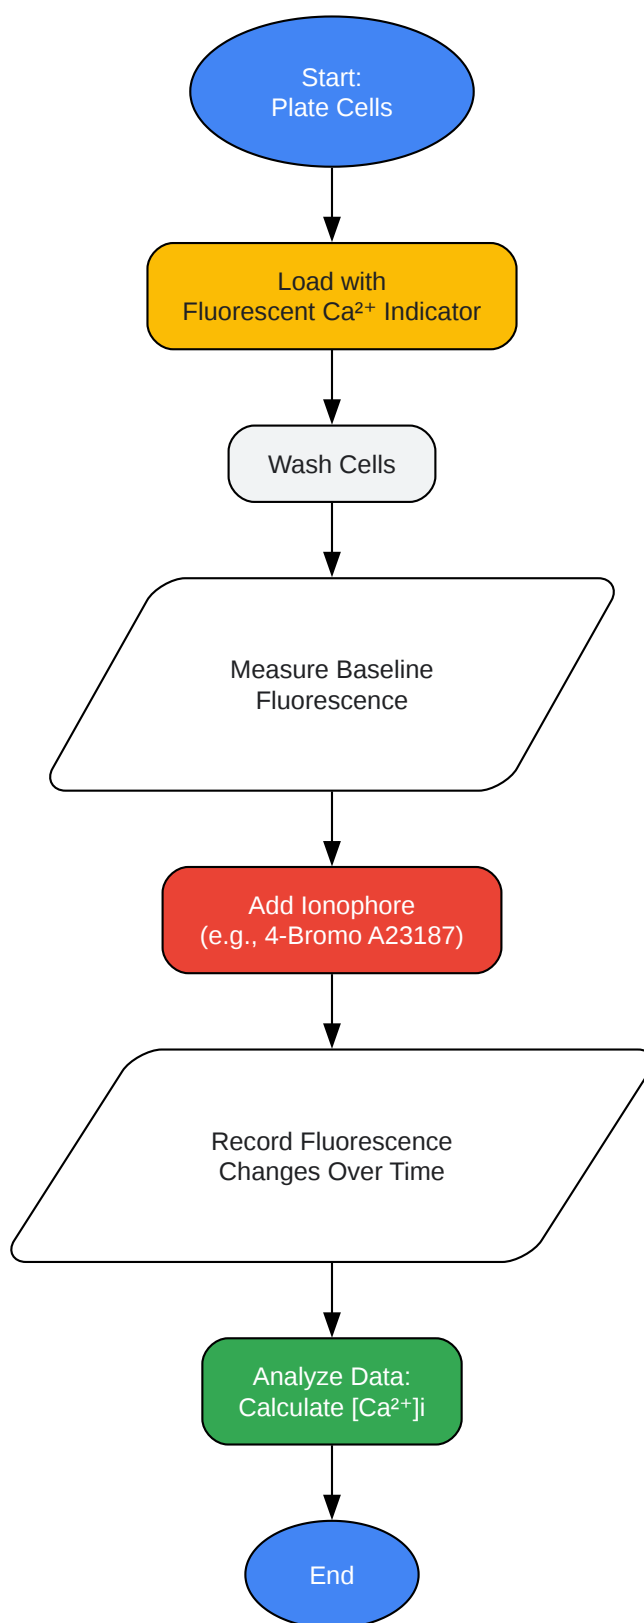 Start:
Plate Cells
Load with
Fluorescent Ca²⁺ Indicator
Wash Cells
Measure Baseline
Fluorescence
Add Ionophore
(e.g., 4-Bromo A23187)
Record Fluorescence
Changes Over Time
Analyze Data:
Calculate [Ca²⁺]i
End